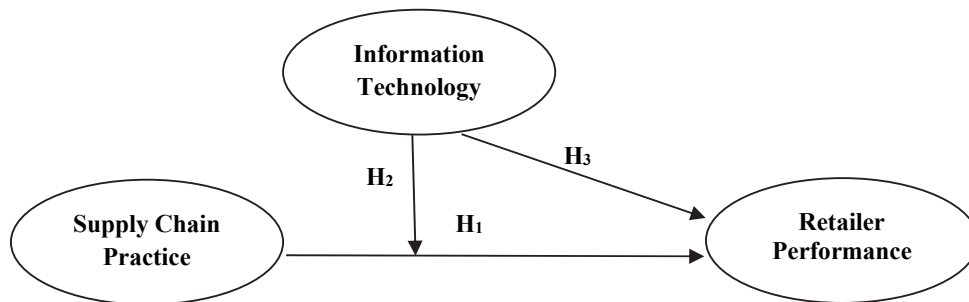 Information
Technology
H3
H2
H1
Supply Chain
Practice
Retailer
Performance